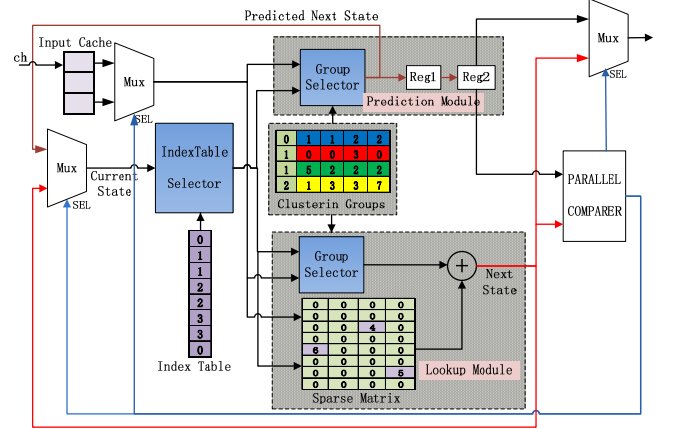 Predicted Next State
Input Cache
ch
Mux
SEL
Group
Selector
Reg1
Reg2
Prediction Module
Mux
SEL
Mux
SEL
Current
State
IndexTable
Selector
0 1 1 2 2
1 0 0 3 0
1 5 2 2 2
2 1 3 3 7
Clusterin Groups
PARALLEL
COMPARER
0
1
1
2
2
3
3
0
Index Table
Group
Selector
+
Next
State
0 0 0 0
0 0 0 0
0 0 4 0
0 0 0 0
6 0 0 0
0 0 0 0
0 0 0 5
0 0 0 0
Lookup Module
Sparse Matrix